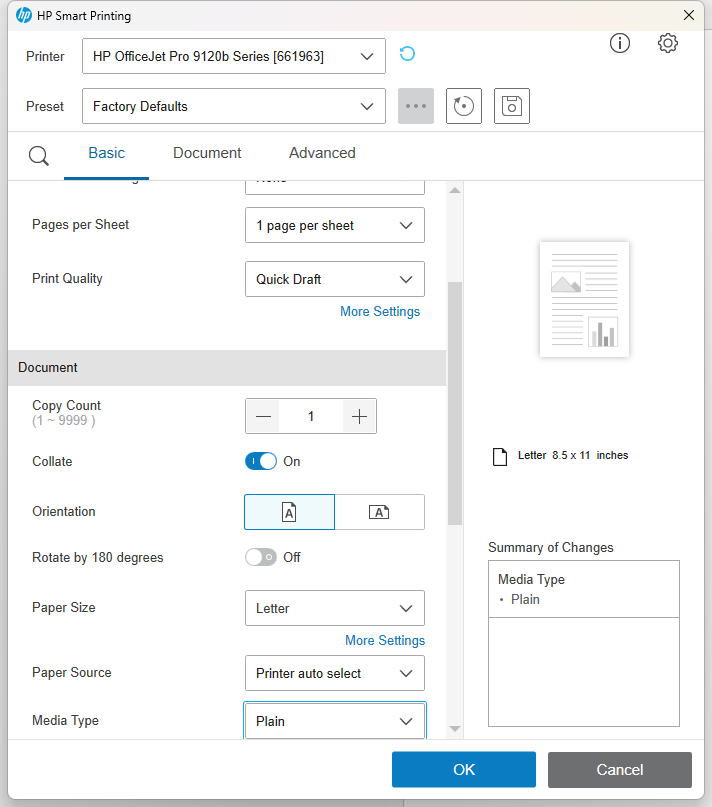 HP Smart Printing
Printer
HP OfficeJet Pro 9120b Series [661963]
Preset
Factory Defaults
Basic
Document
Advanced
Pages per Sheet
1 page per sheet
Print Quality
Quick Draft
More Settings
Document
Copy Count
(1 ~ 9999 )
1
Collate
On
Orientation
A
A
Rotate by 180 degrees
Off
Paper Size
Letter
More Settings
Paper Source
Printer auto select
Media Type
Plain
Letter 8.5 x 11 inches
Summary of Changes
Media Type
• Plain
OK
Cancel